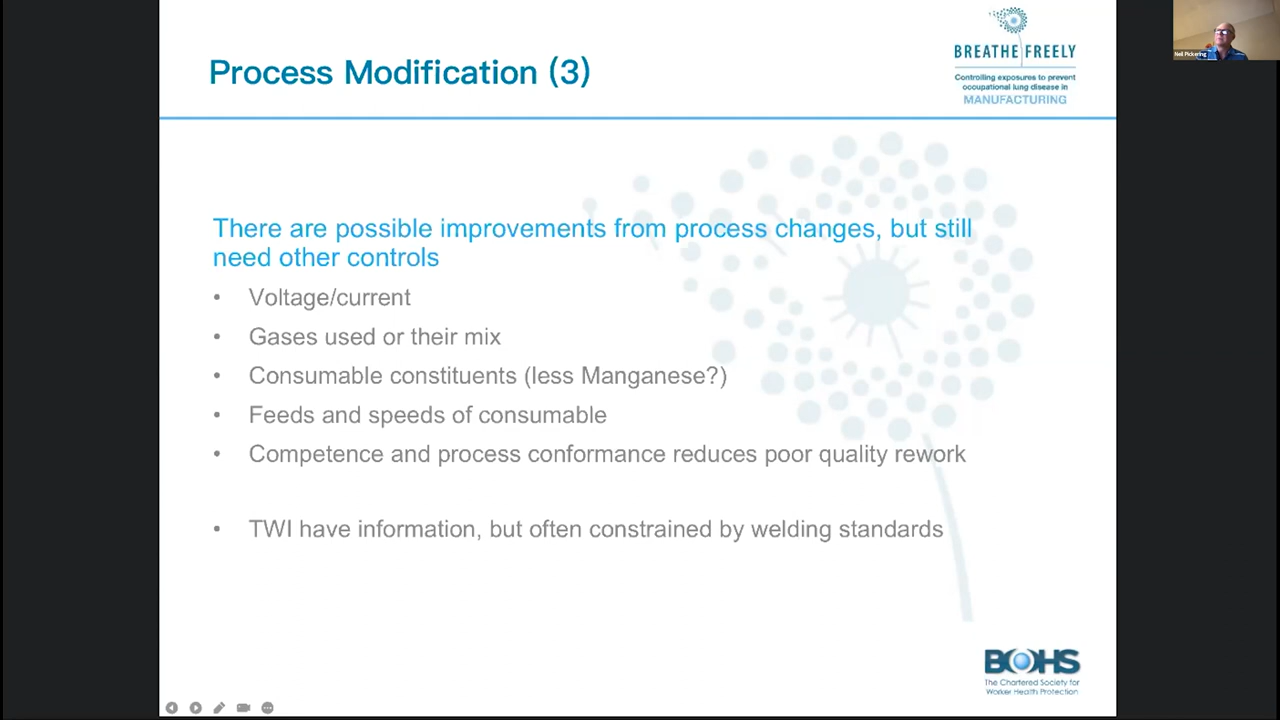 Process Modification (3)
BREATHE FREELY
Controlling exposures to prevent
occupational lung disease in
MANUFACTURING
Neil Pickering
There are possible improvements from process changes, but still
need other controls
• Voltage/current
• Gases used or their mix
• Consumable constituents (less Manganese?)
• Feeds and speeds of consumable
• Competence and process conformance reduces poor quality rework
• TWI have information, but often constrained by welding standards
BOHS
The Chartered Society for
Worker Health Protection